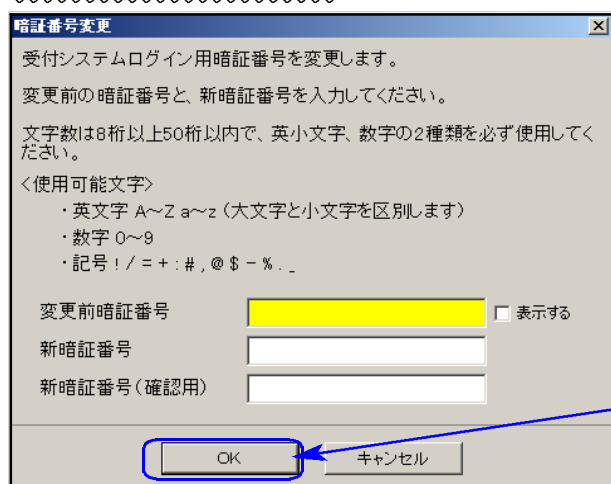 暗証番号変更
受付システムログイン用暗証番号を変更します。
変更前の暗証番号と、新暗証番号を入力してください。
文字数は8桁以上50桁以内で、英小文字、数字の2種類を必ず使用してく
ださい。
<使用可能文字>
・英文字 A～Z a～z (大文字と小文字を区別します)
・数字 0～9
・記号 ! / = + : # , @ $ - % . _
変更前暗証番号 表示する
新暗証番号
新暗証番号(確認用)
OK キャンセル